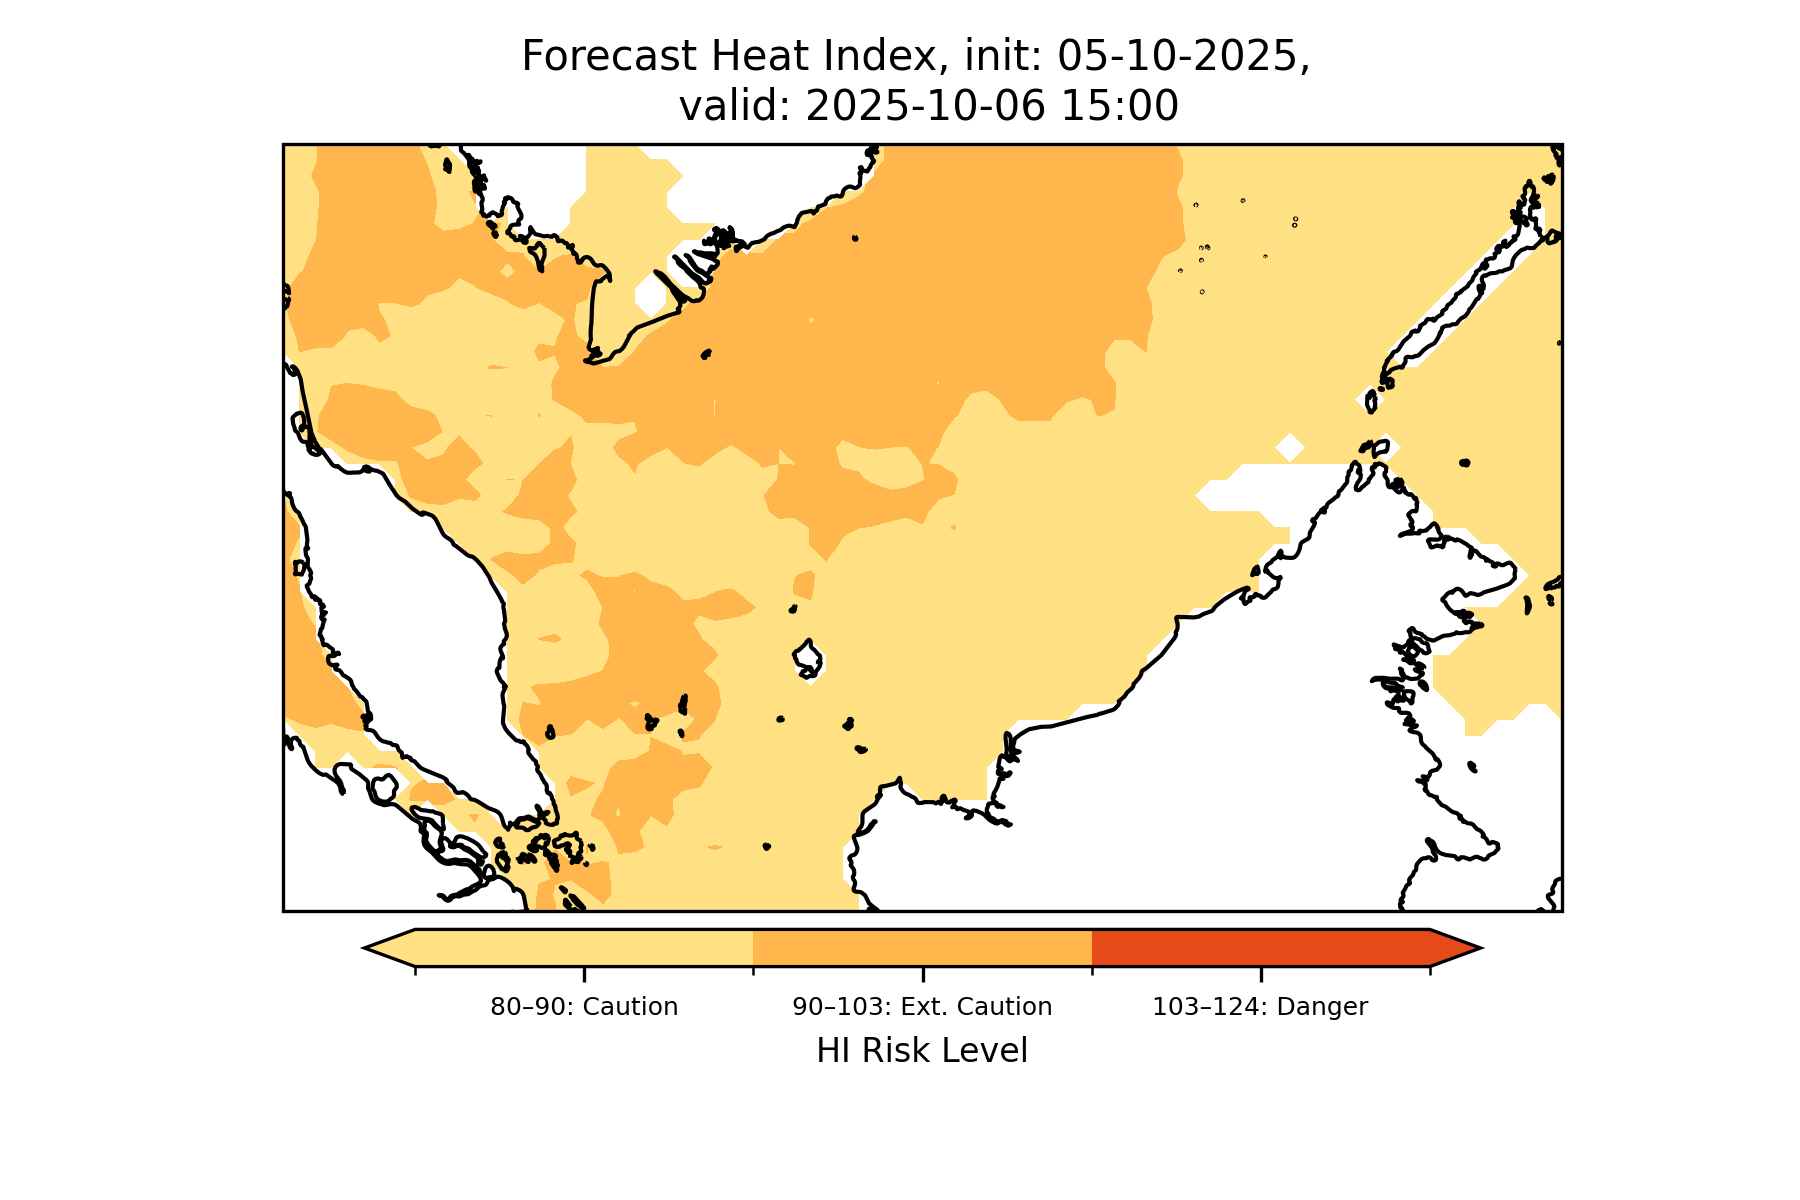 Forecast Heat Index, init: 05-10-2025,
valid: 2025-10-06 15:00
80–90: Caution
90–103: Ext. Caution
103–124: Danger
HI Risk Level